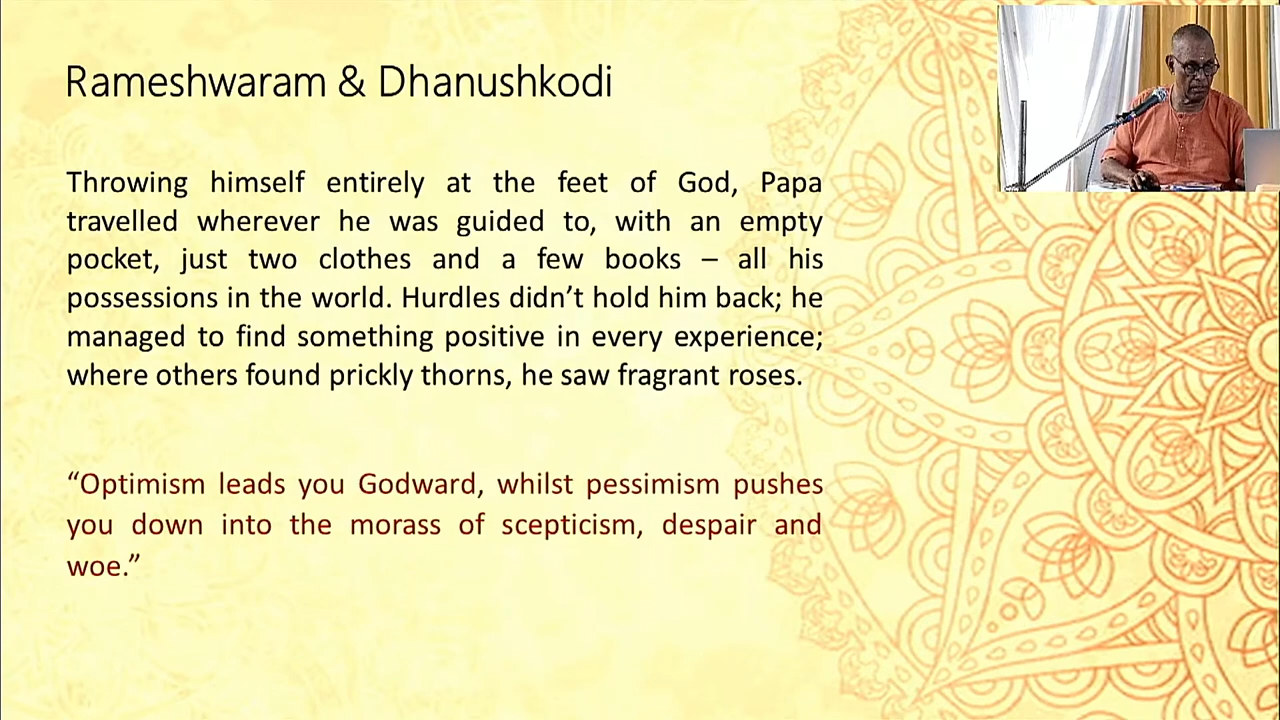 Rameshwaram & Dhanushkodi
Throwing himself entirely at the feet of God, Papa
travelled wherever he was guided to, with an empty
pocket, just two clothes and a few books – all his
possessions in the world. Hurdles didn’t hold him back; he
managed to find something positive in every experience;
where others found prickly thorns, he saw fragrant roses.
“Optimism leads you Godward, whilst pessimism pushes
you down into the morass of scepticism, despair and
woe.”